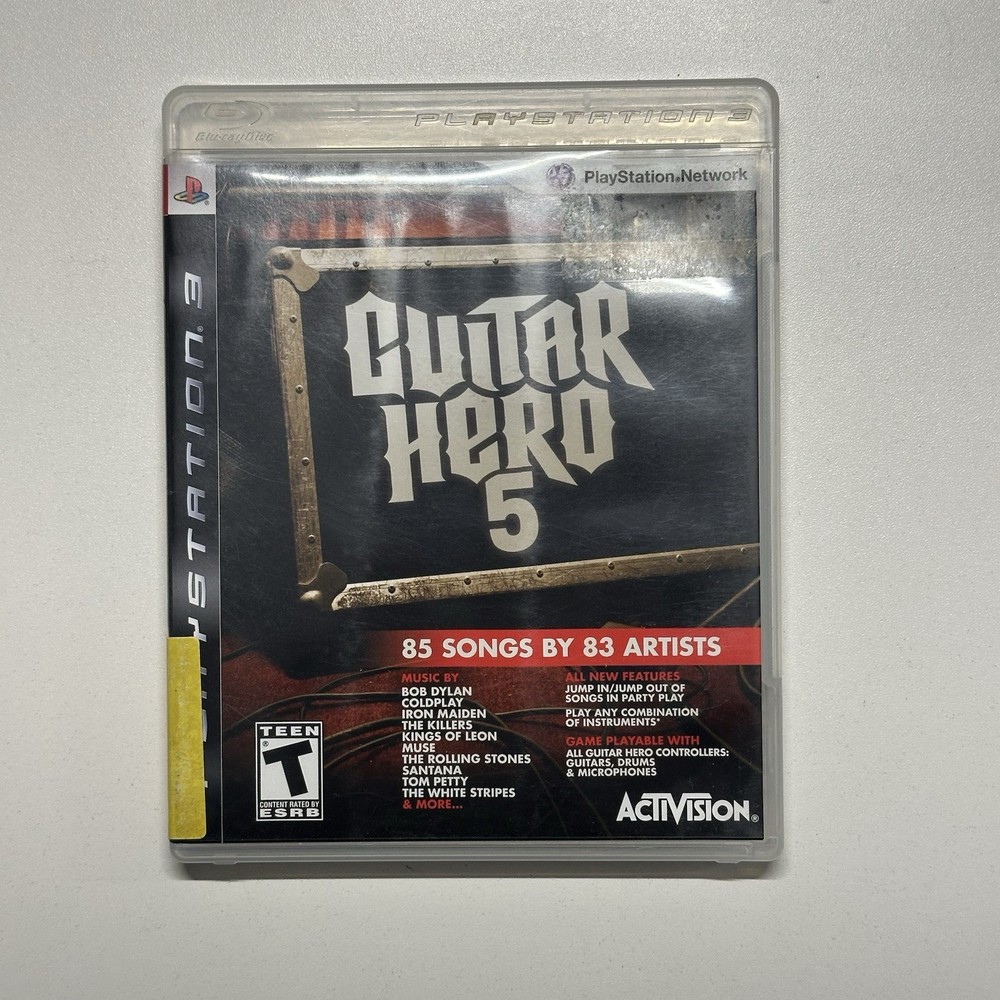 Blu-ray Disc
PLAYSTATION 3
PlayStation®Network
PLAYSTATION®3
GUITAR
HERO
5
85 SONGS BY 83 ARTISTS
MUSIC BY
BOB DYLAN
COLDPLAY
IRON MAIDEN
THE KILLERS
KINGS OF LEON
MUSE
THE ROLLING STONES
SANTANA
TOM PETTY
THE WHITE STRIPES
& MORE...
ALL NEW FEATURES
JUMP IN/JUMP OUT OF
SONGS IN PARTY PLAY
PLAY ANY COMBINATION
OF INSTRUMENTS*
GAME PLAYABLE WITH
ALL GUITAR HERO CONTROLLERS:
GUITARS, DRUMS
& MICROPHONES
TEEN
T®
CONTENT RATED BY
ESRB
ACTIVISION®